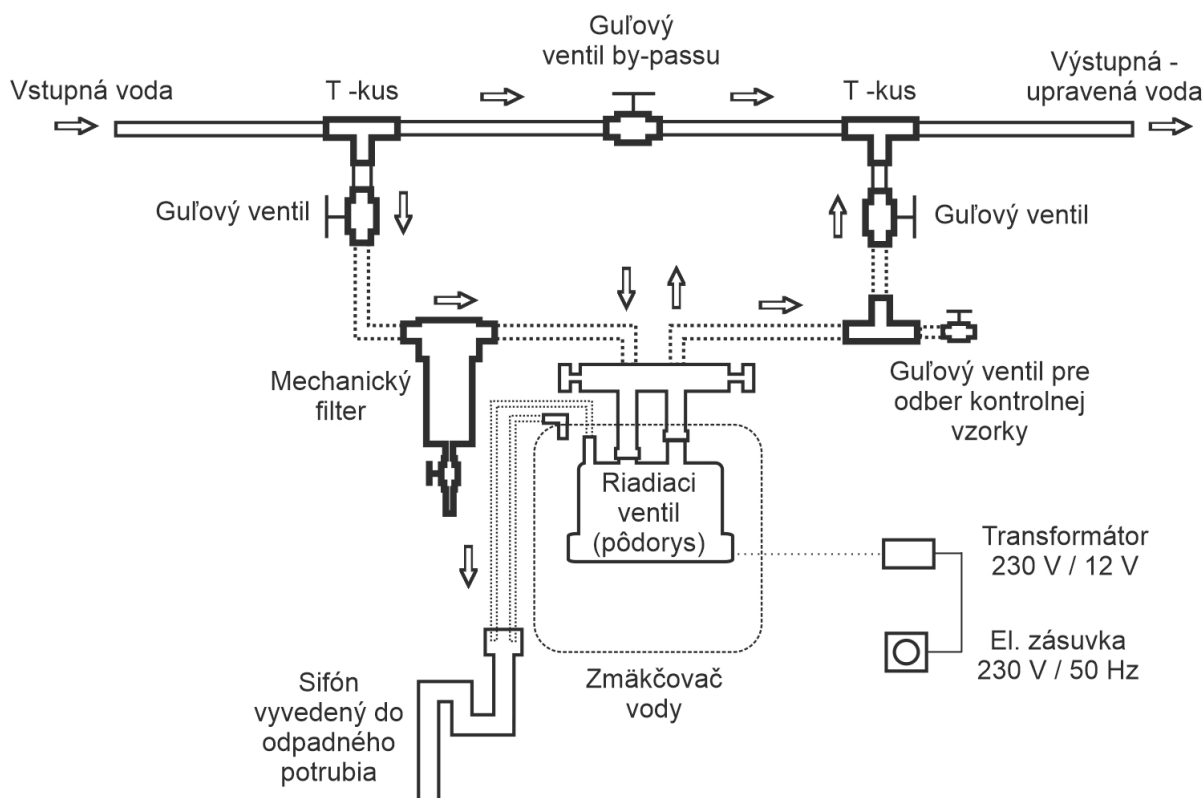 Guľový
ventil by-passu
Vstupná voda
T -kus
T -kus
Výstupná -
upravená voda
Guľový ventil
Guľový ventil
Mechanický
filter
Guľový ventil pre
odber kontrolnej
vzorky
Riadiaci
ventil
(pôdorys)
Transformátor
230 V / 12 V
El. zásuvka
230 V / 50 Hz
Zmäkčovač
vody
Sifón
vyvedený do
odpadného
potrubia